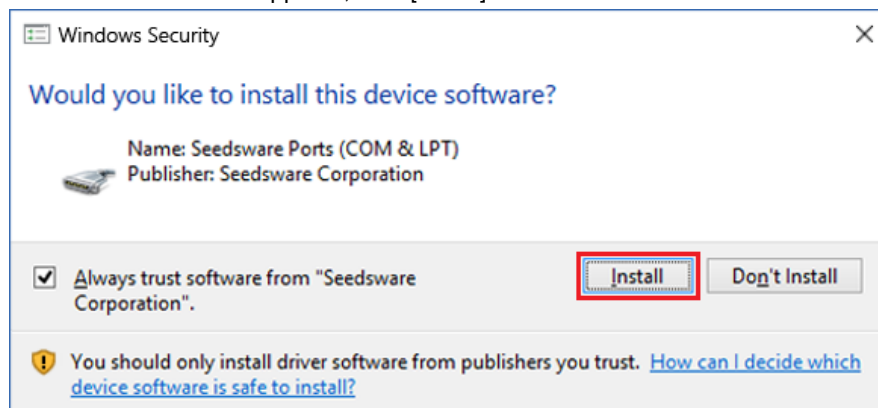 Windows Security
Would you like to install this device software?
Name: Seedsware Ports (COM & LPT)
Publisher: Seedsware Corporation
Always trust software from "Seedsware
Corporation".
Install
Don't Install
You should only install driver software from publishers you trust. How can I decide which
device software is safe to install?